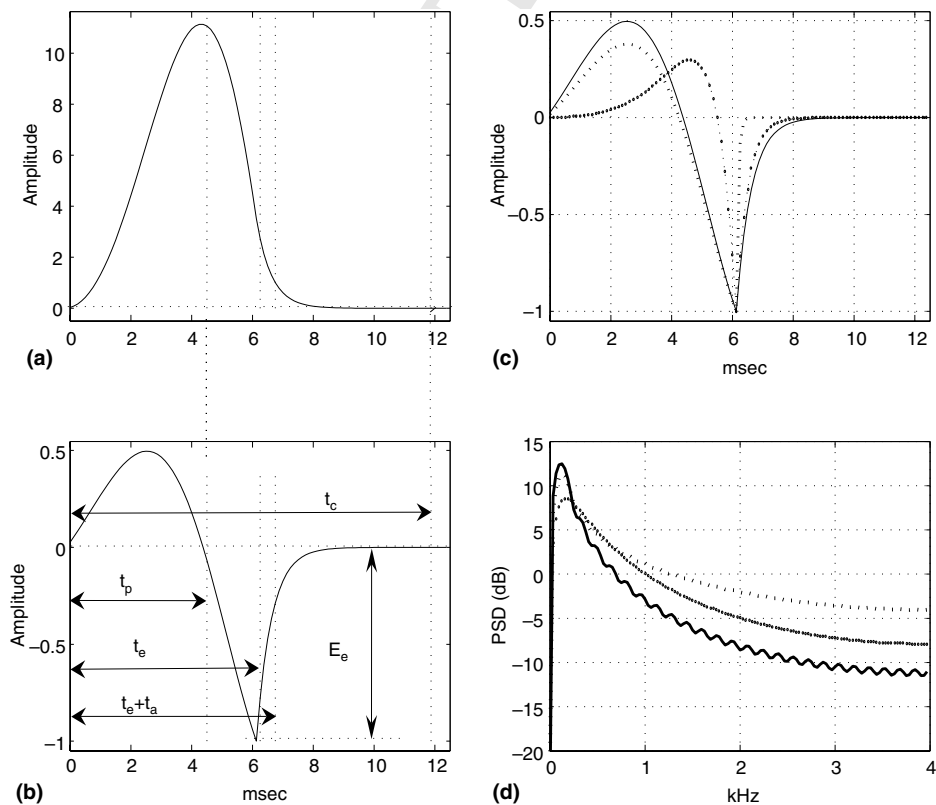 10
8
6
4
2
0
Amplitude
0 2 4 6 8 10 12
(a)
0.5
0
−0.5
−1
Amplitude
0 2 4 6 8 10 12
msec
(c)
0.5
0
−0.5
−1
Amplitude
t_c
t_p
t_e
t_e+t_a
E_e
0 2 4 6 8 10 12
msec
(b)
15
10
5
0
−5
−10
−15
−20
PSD (dB)
0 1 2 3 4
kHz
(d)